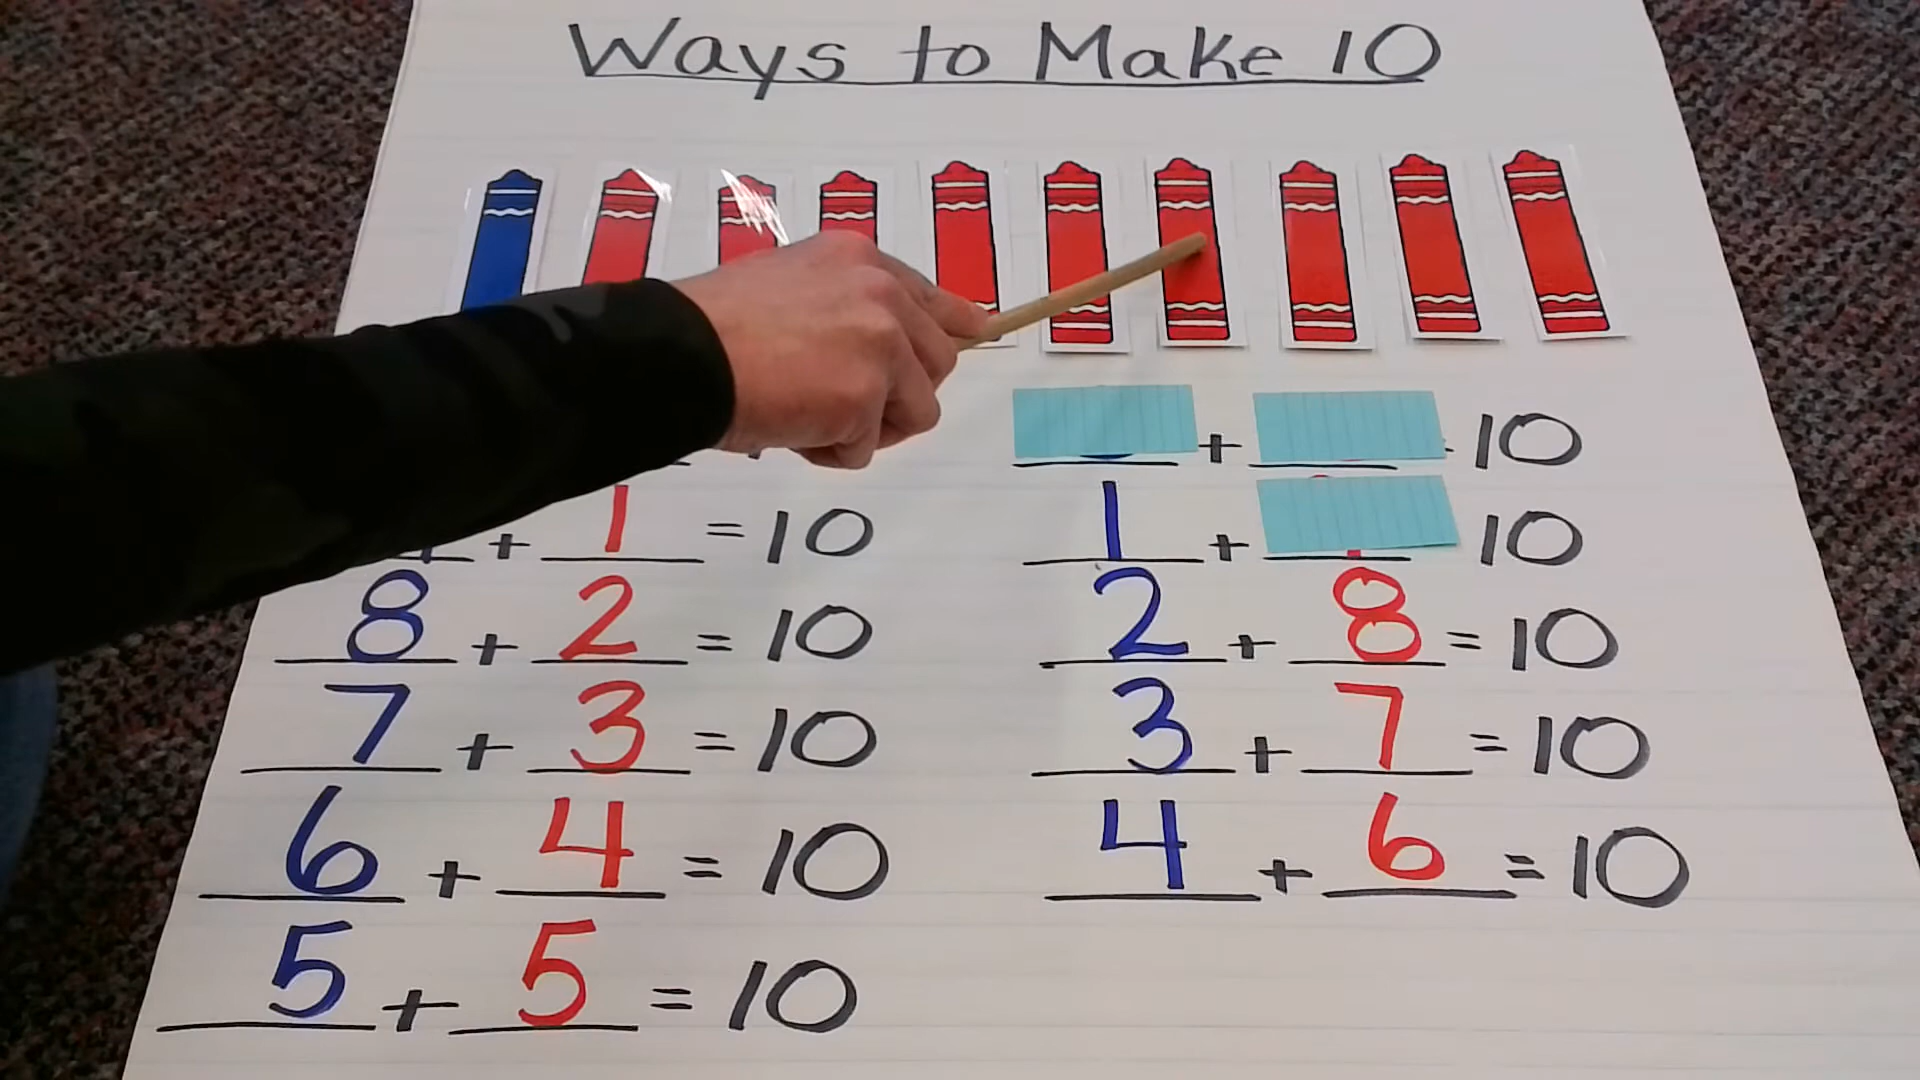 Ways to Make 10
+ 10
+ 1 = 10
1 + 10
8 + 2 = 10
2 + 8 = 10
7 + 3 = 10
3 + 7 = 10
6 + 4 = 10
4 + 6 = 10
5 + 5 = 10